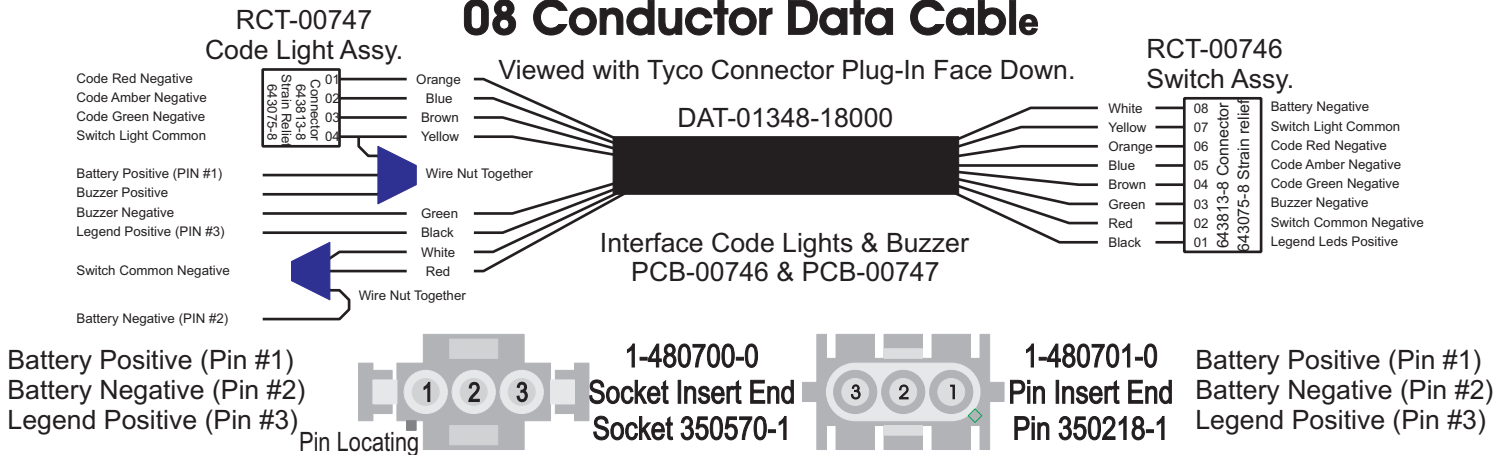 08 Conductor Data Cable
RCT-00747
Code Light Assy.
Viewed with Tyco Connector Plug-In Face Down.
DAT-01348-18000
RCT-00746
Switch Assy.
Code Red Negative
Code Amber Negative
Code Green Negative
Switch Light Common
Battery Positive (PIN #1)
Buzzer Positive
Buzzer Negative
Legend Positive (PIN #3)
Switch Common Negative
Battery Negative (PIN #2)
01
02
03
04
Connector
643813-8
Strain Relief
643075-8
Orange
Blue
Brown
Yellow
Wire Nut Together
Green
Black
White
Red
Wire Nut Together
Interface Code Lights & Buzzer
PCB-00746 & PCB-00747
White
Yellow
Orange
Blue
Brown
Green
Red
Black
08
07
06
05
04
03
02
01
643813-8 Connector
643075-8 Strain relief
Battery Negative
Switch Light Common
Code Red Negative
Code Amber Negative
Code Green Negative
Buzzer Negative
Switch Common Negative
Legend Leds Positive
Battery Positive (Pin #1)
Battery Negative (Pin #2)
Legend Positive (Pin #3)
Pin Locating
1 2 3
1-480700-0
Socket Insert End
Socket 350570-1
3 2 1
1-480701-0
Pin Insert End
Pin 350218-1
Battery Positive (Pin #1)
Battery Negative (Pin #2)
Legend Positive (Pin #3)